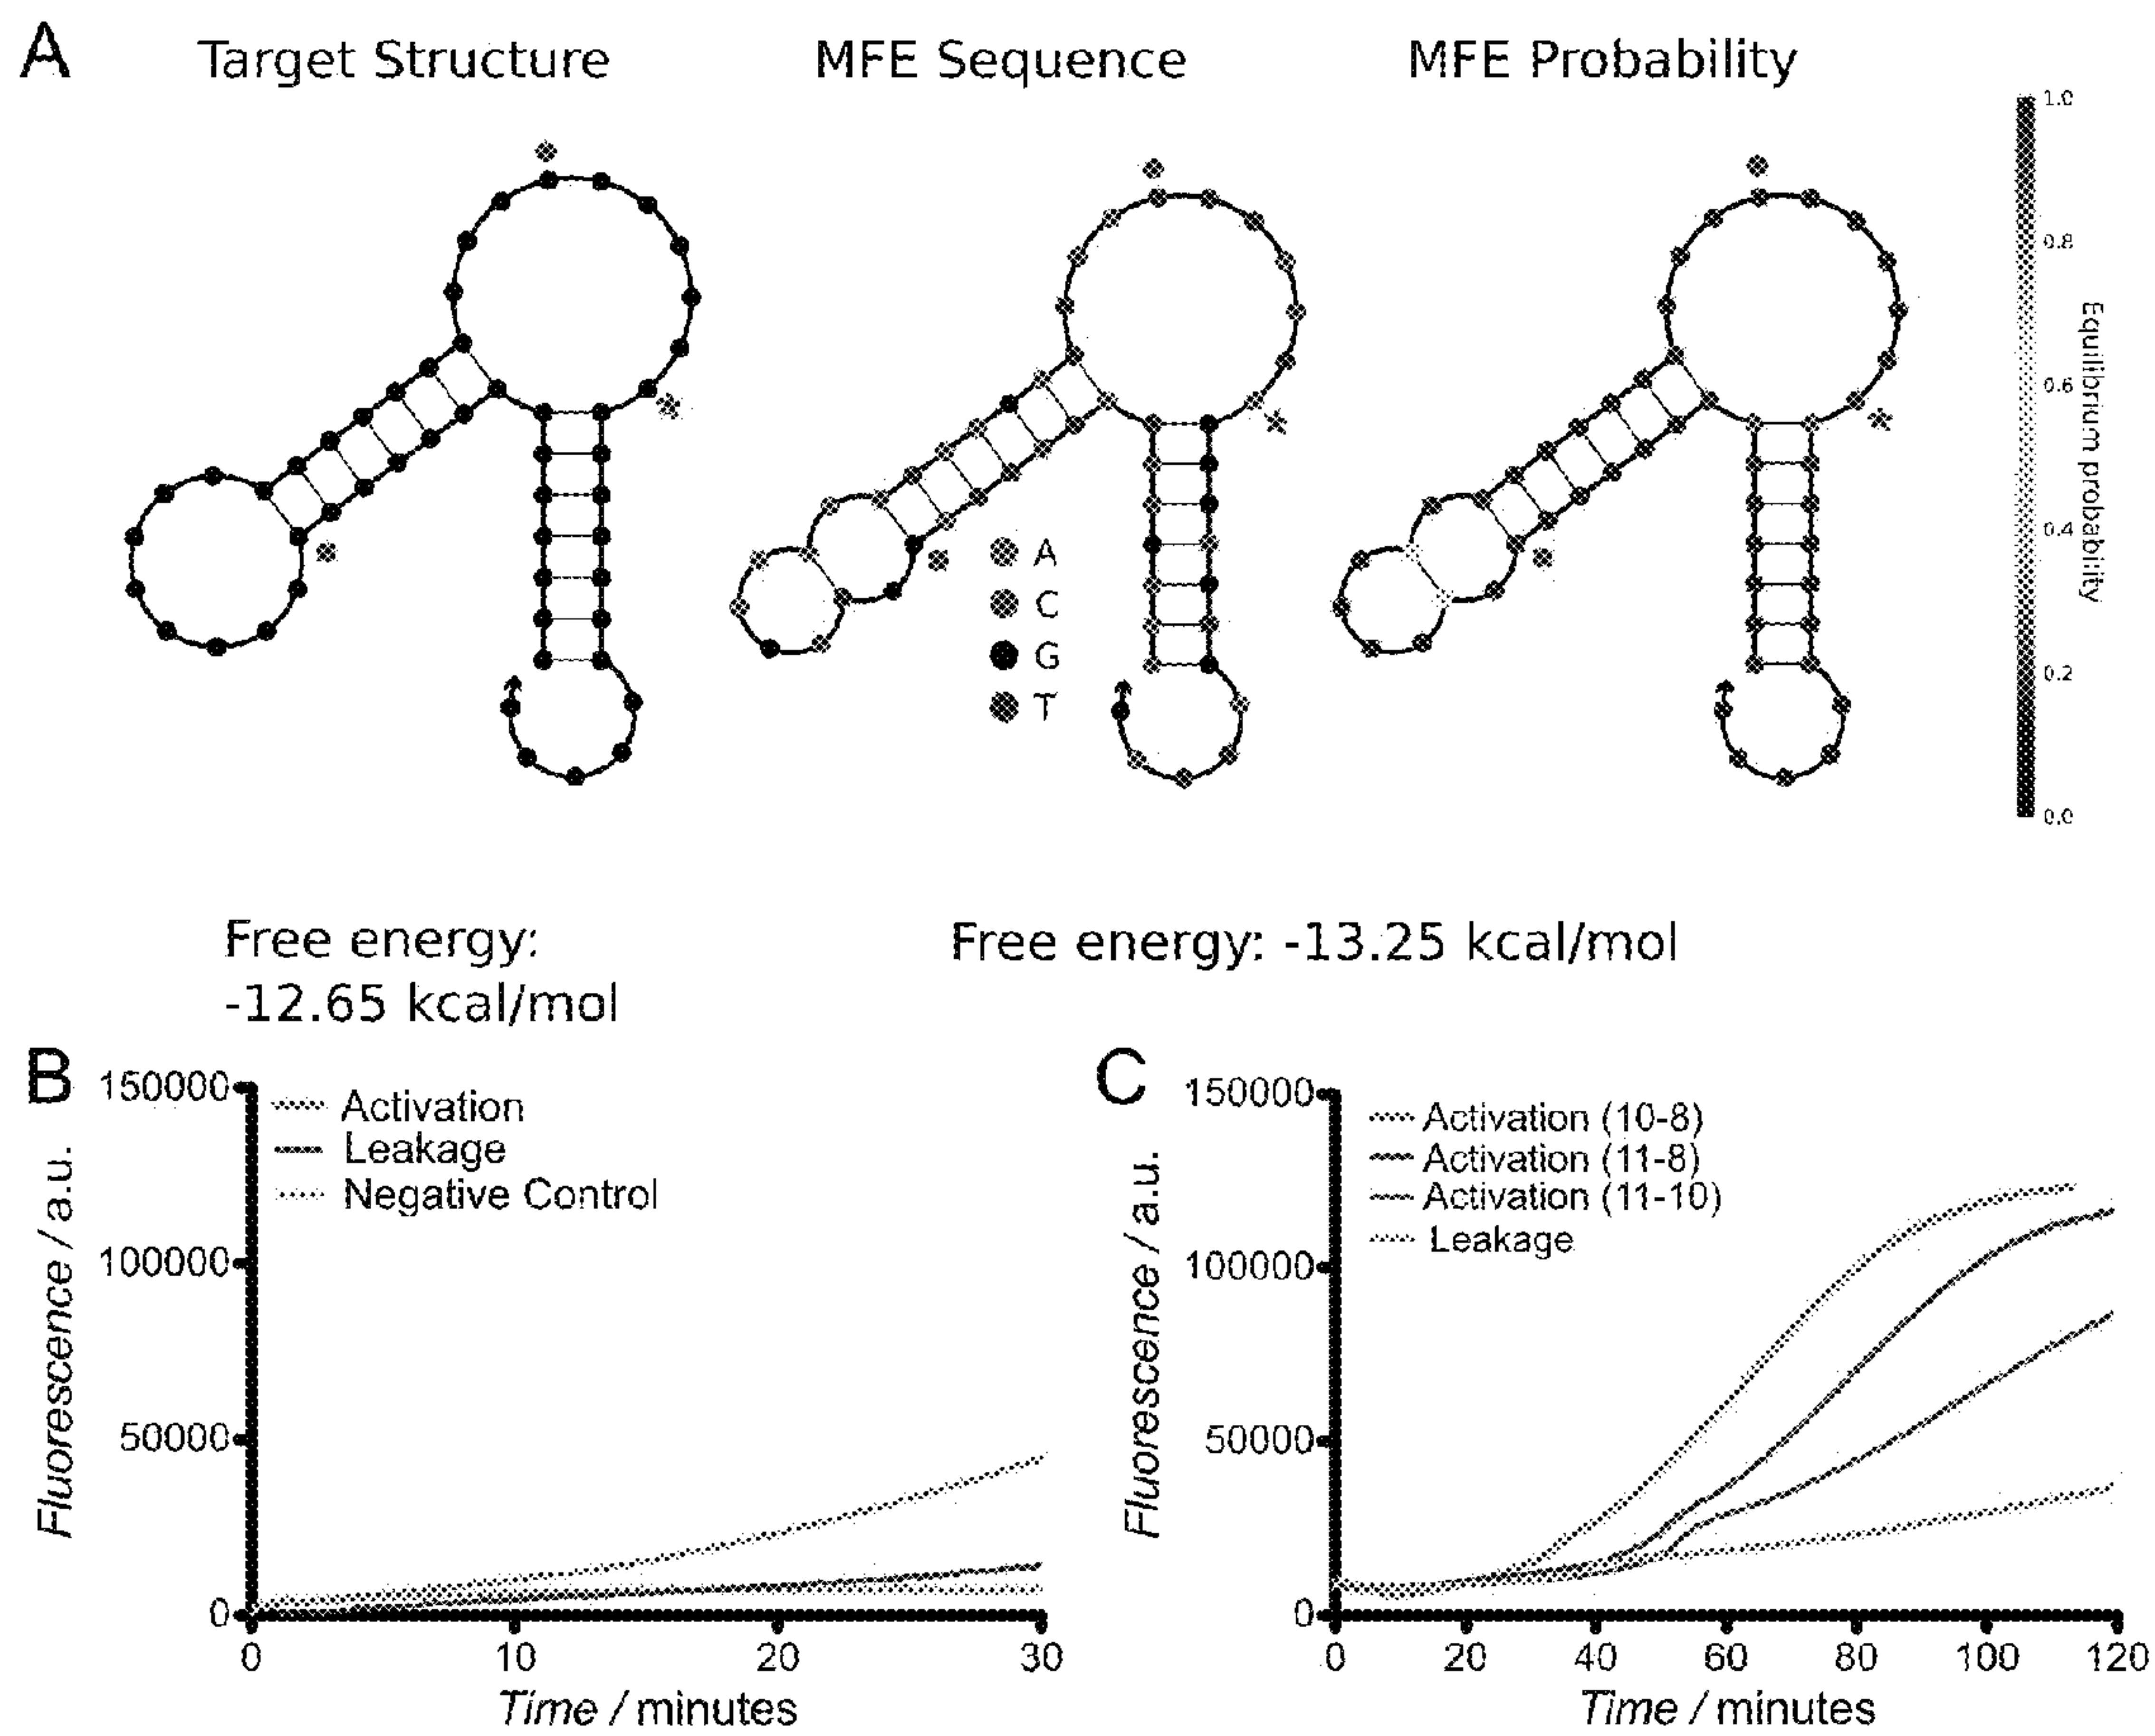 A
Target Structure
MFE Sequence
MFE Probability
1.0
0.8
0.6
0.4
0.2
0.0
Equilibrium probability
A
C
G
T
Free energy:
-12.65 kcal/mol
Free energy: -13.25 kcal/mol
B
150000
100000
50000
0
Fluorescence / a.u.
Activation
Leakage
Negative Control
0 10 20 30
Time / minutes
C
150000
100000
50000
0
Fluorescence / a.u.
Activation (10-8)
Activation (11-8)
Activation (11-10)
Leakage
0 20 40 60 80 100 120
Time / minutes